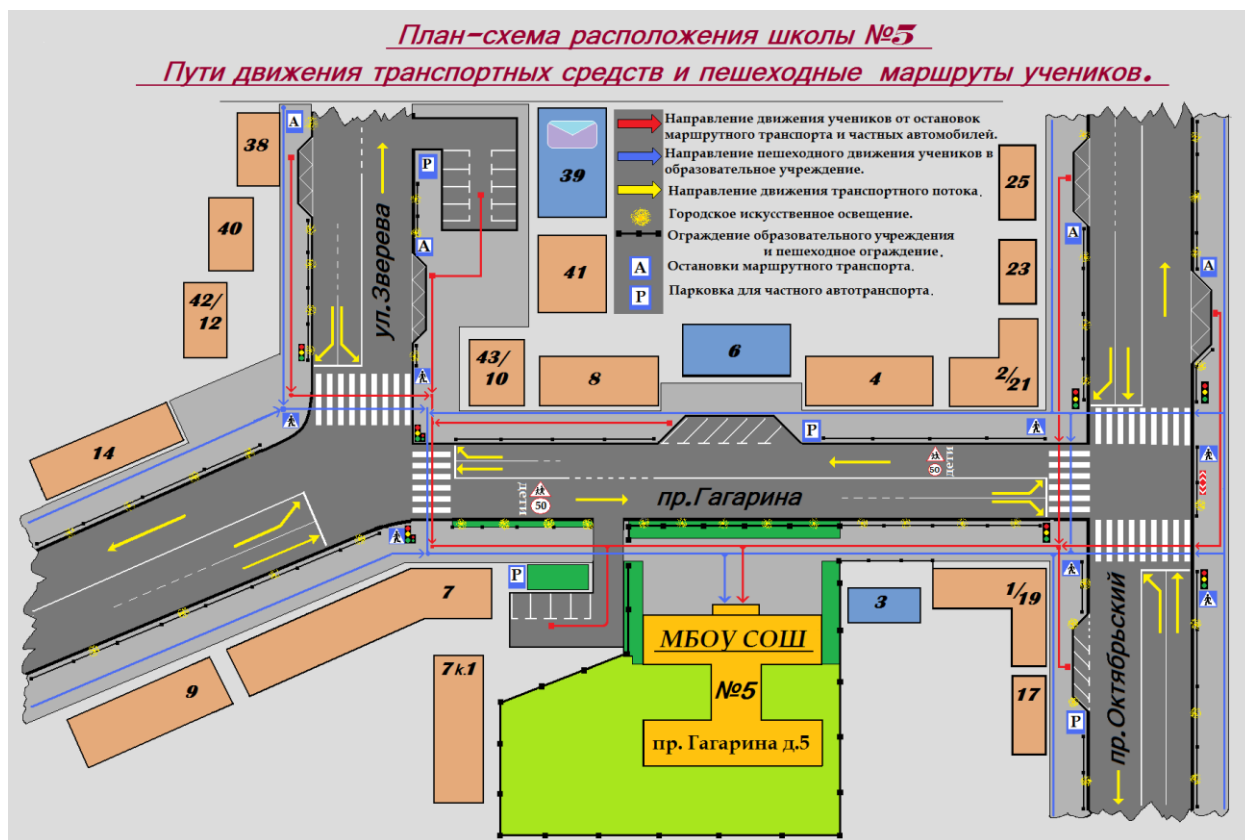 План-схема расположения школы №5
Пути движения транспортных средств и пешеходные маршруты учеников.
Направление движения учеников от остановок
маршрутного транспорта и частных автомобилей.
Направление пешеходного движения учеников в
образовательное учреждение.
Направление движения транспортного потока.
Городское искусственное освещение.
Ограждение образовательного учреждения
и пешеходное ограждение.
А
Остановки маршрутного транспорта.
Р
Парковка для частного автотранспорта.
А
38
Р
39
25
40
ул.Зверева
А
41
А
А
23
42/
12
43/
10
8
6
4
2/
21
14
Р
дети
50
пр.Гагарина
50
дети
Р
7
3
1/
19
МБОУ СОШ
№5
пр. Гагарина д.5
9
7к.1
17
Р
пр.Октябрьский